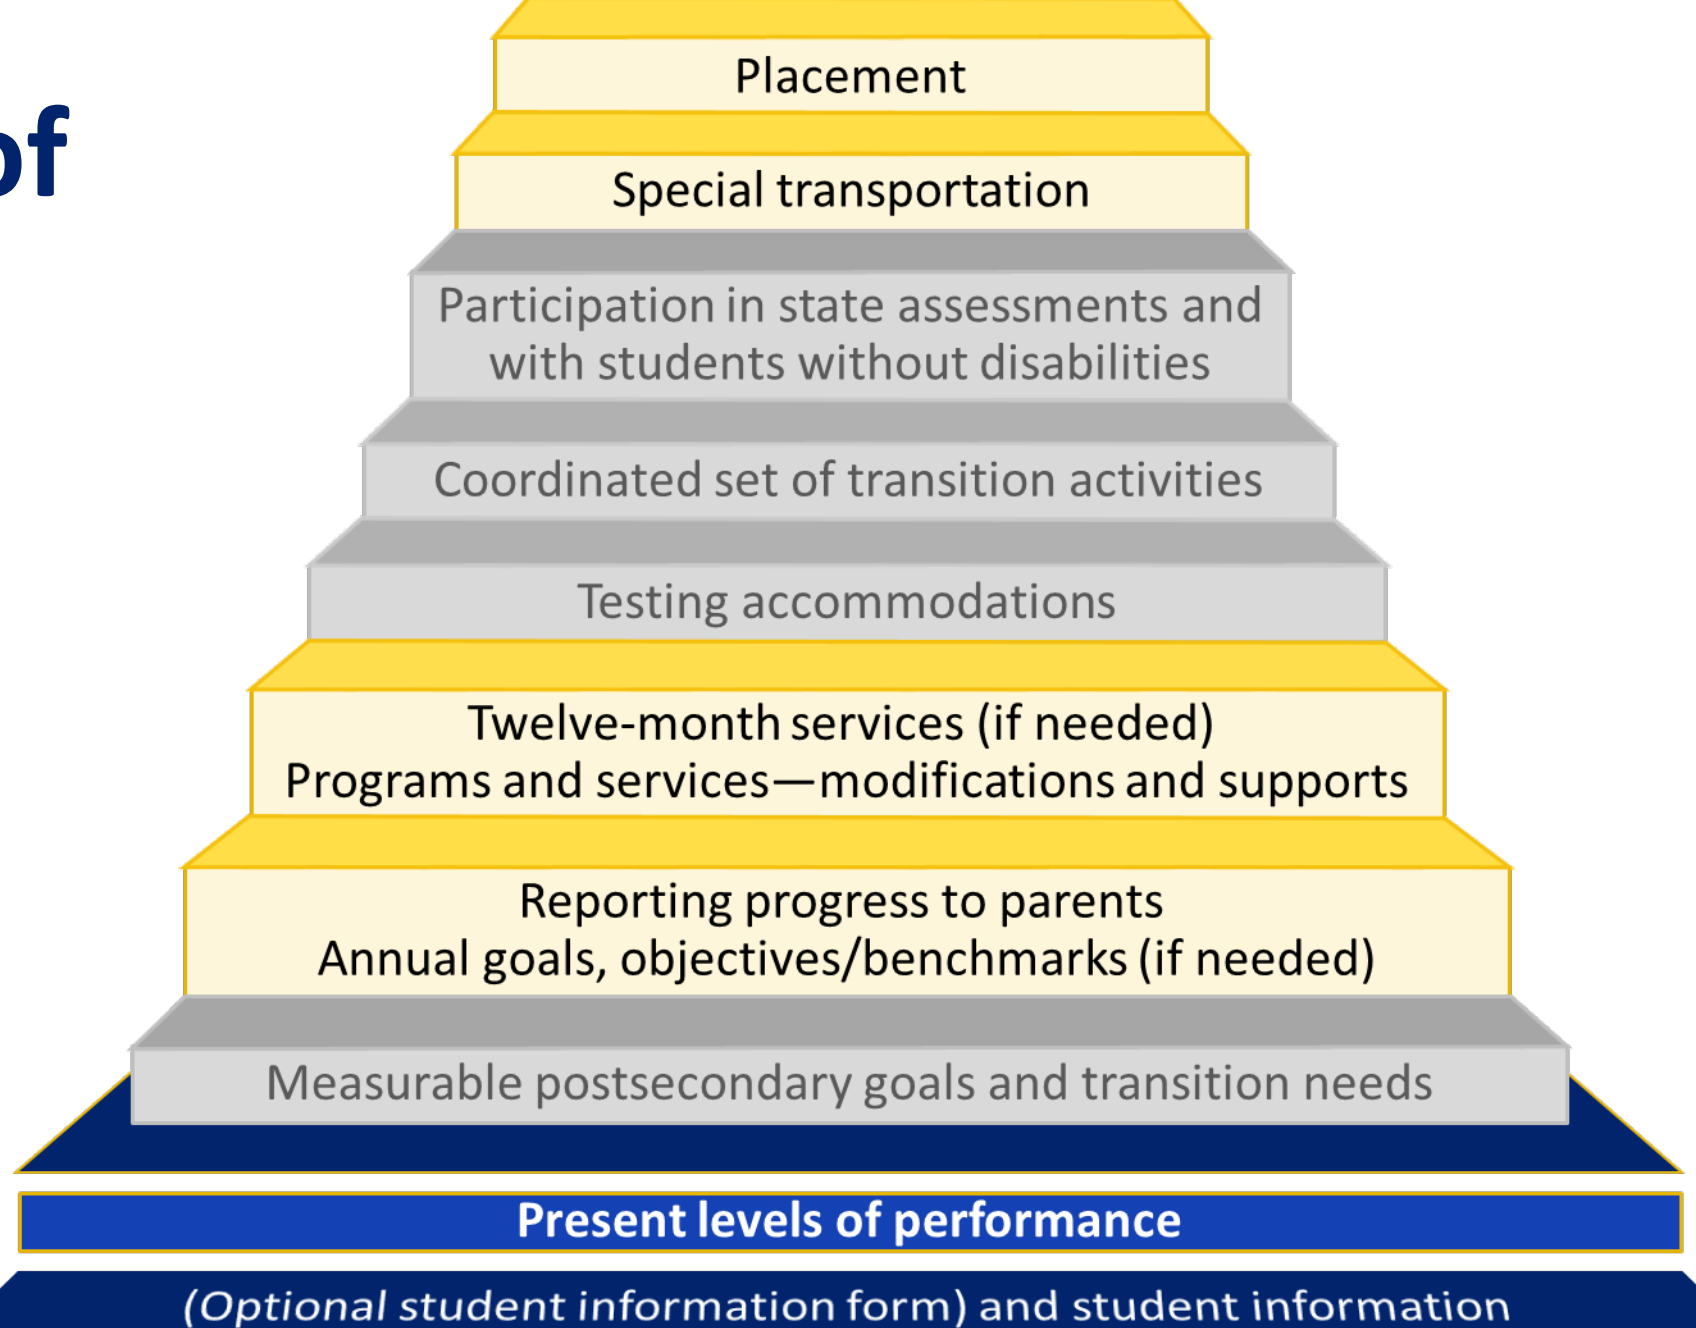 of
Placement
Special transportation
Participation in state assessments and
with students without disabilities
Coordinated set of transition activities
Testing accommodations
Twelve-month services (if needed)
Programs and services—modifications and supports
Reporting progress to parents
Annual goals, objectives/benchmarks (if needed)
Measurable postsecondary goals and transition needs
Present levels of performance
(Optional student information form) and student information